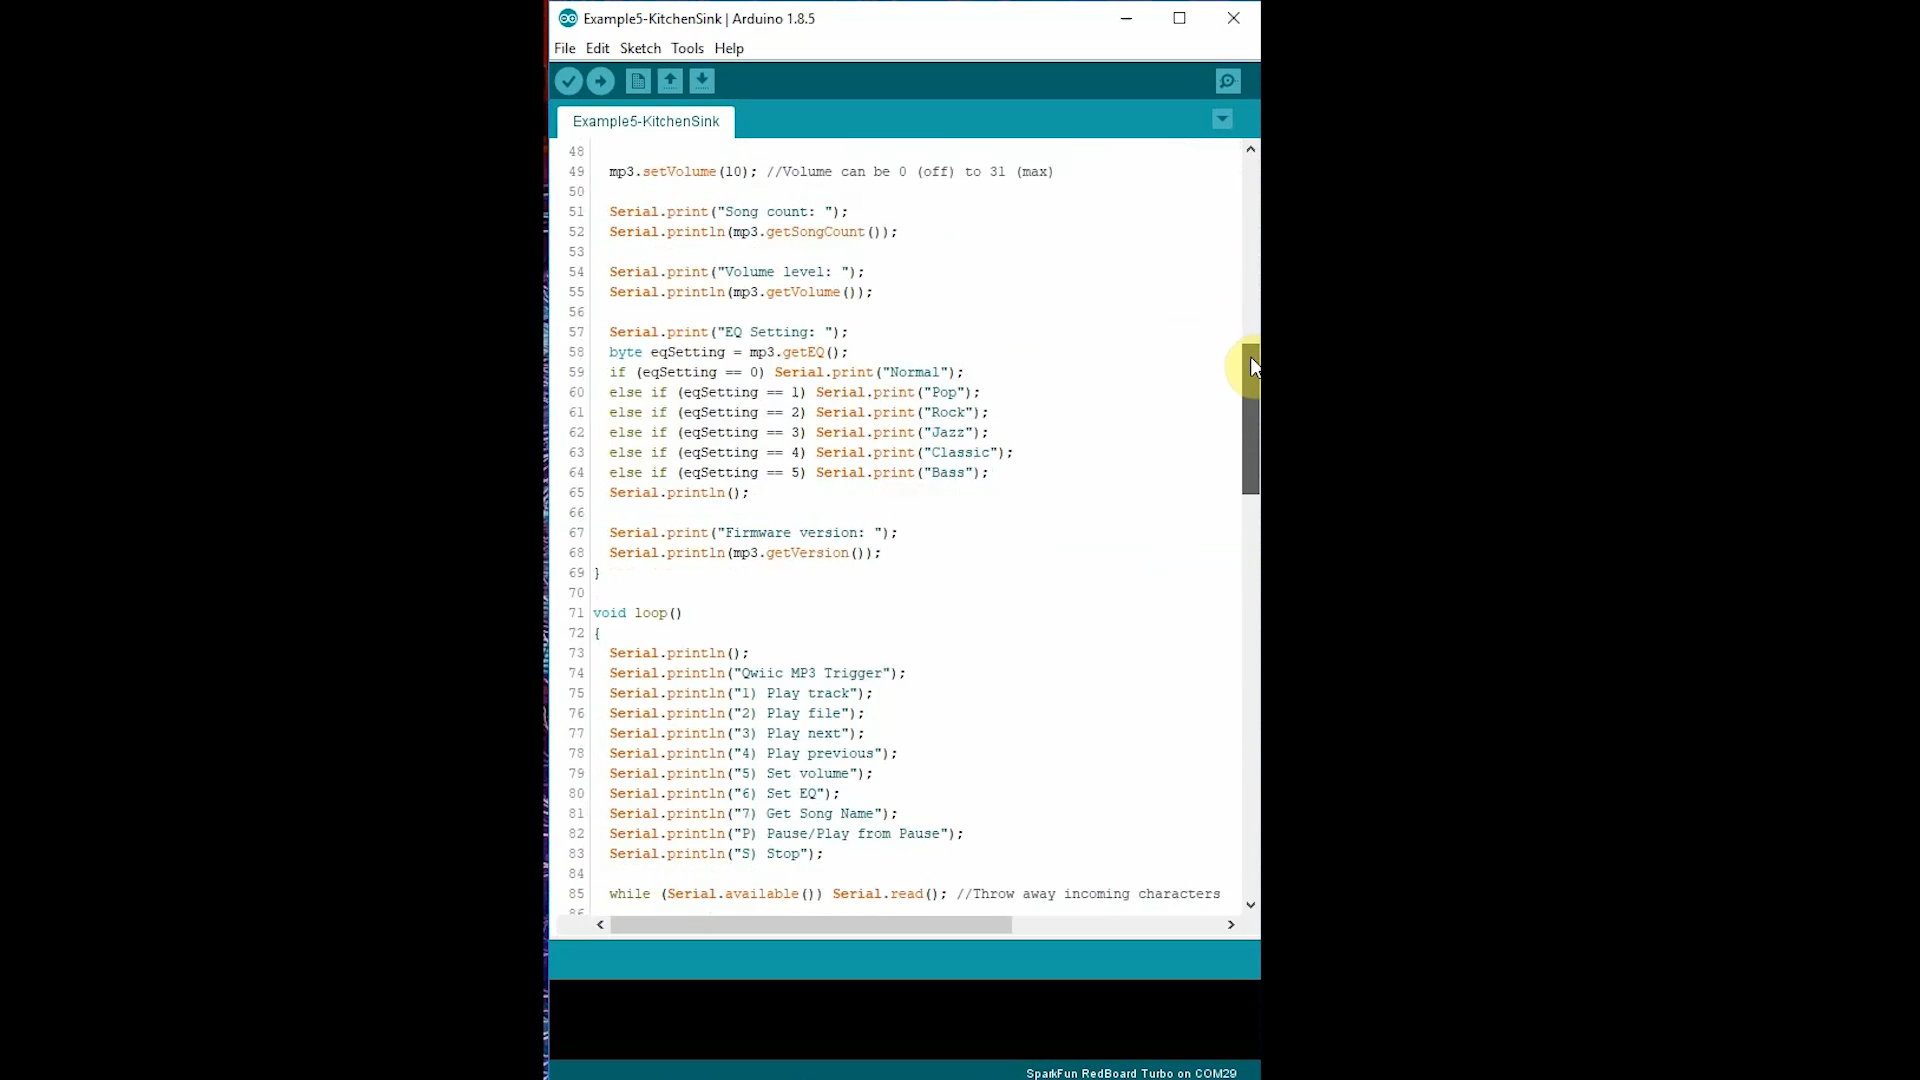 Example5-KitchenSink | Arduino 1.8.5
File Edit Sketch Tools Help
Example5-KitchenSink
48
49 mp3.setVolume(10); //Volume can be 0 (off) to 31 (max)
50
51 Serial.print("Song count: ");
52 Serial.println(mp3.getSongCount());
53
54 Serial.print("Volume level: ");
55 Serial.println(mp3.getVolume());
56
57 Serial.print("EQ Setting: ");
58 byte eqSetting = mp3.getEQ();
59 if (eqSetting == 0) Serial.print("Normal");
60 else if (eqSetting == 1) Serial.print("Pop");
61 else if (eqSetting == 2) Serial.print("Rock");
62 else if (eqSetting == 3) Serial.print("Jazz");
63 else if (eqSetting == 4) Serial.print("Classic");
64 else if (eqSetting == 5) Serial.print("Bass");
65 Serial.println();
66
67 Serial.print("Firmware version: ");
68 Serial.println(mp3.getVersion());
69 }
70
71 void loop()
72 {
73 Serial.println();
74 Serial.println("Qwiic MP3 Trigger");
75 Serial.println("1) Play track");
76 Serial.println("2) Play file");
77 Serial.println("3) Play next");
78 Serial.println("4) Play previous");
79 Serial.println("5) Set volume");
80 Serial.println("6) Set EQ");
81 Serial.println("7) Get Song Name");
82 Serial.println("P) Pause/Play from Pause");
83 Serial.println("S) Stop");
84
85 while (Serial.available()) Serial.read(); //Throw away incoming characters
86
SparkFun RedBoard Turbo on COM29